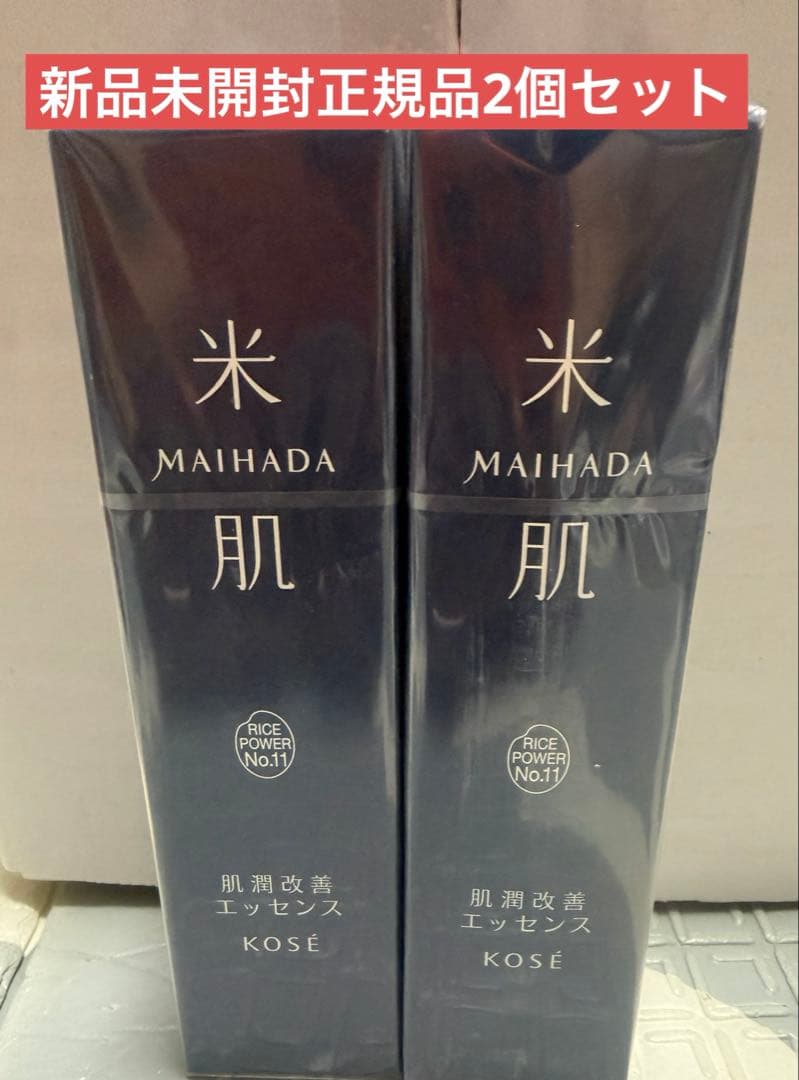 新品未開封正規品2個セット
米
MAIHADA
肌
RICE
POWER
No.11
肌潤改善
エッセンス
KOSÉ
米
MAIHADA
肌
RICE
POWER
No.11
肌潤改善
エッセンス
KOSÉ